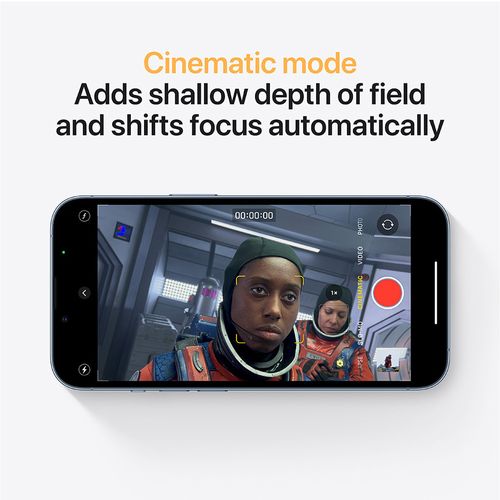 Cinematic mode
Adds shallow depth of field
and shifts focus automatically
00:00:00
PHOTO
VIDEO
CINEMATIC
1×